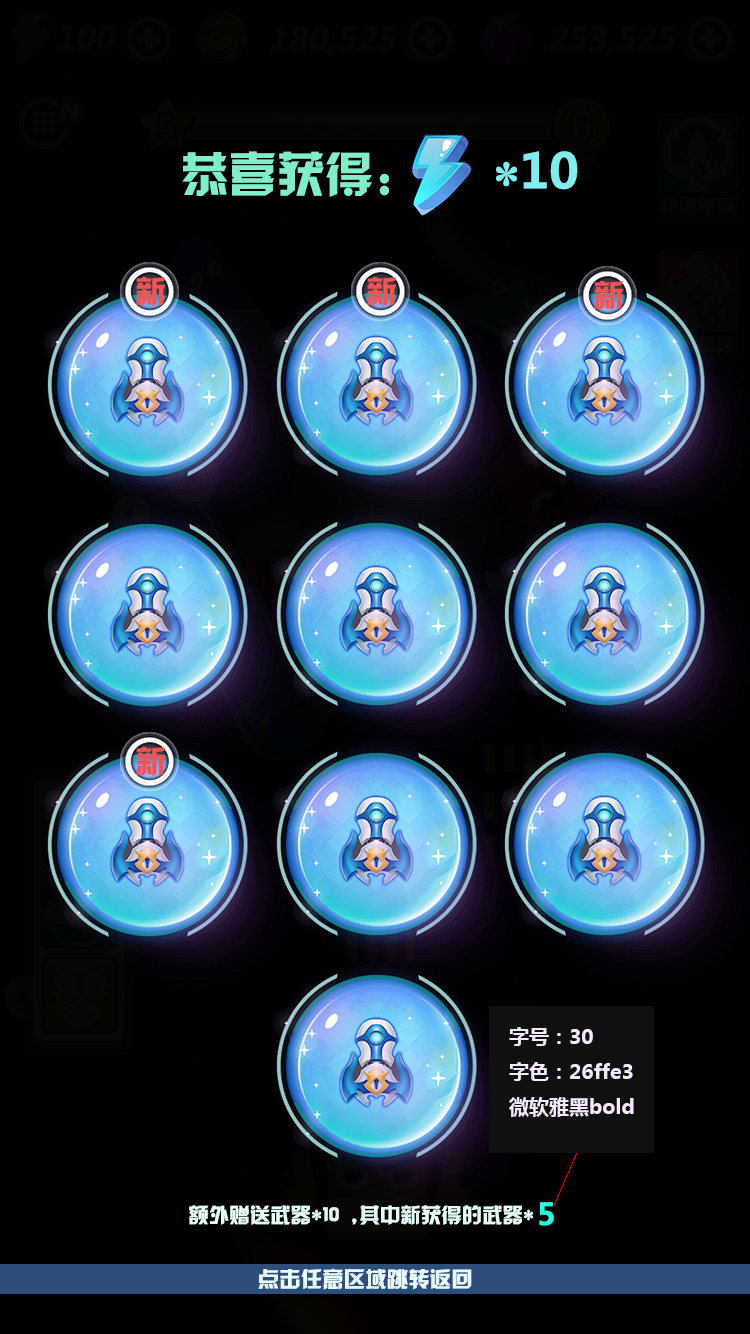 100 180,525 253,525
5 6
恭喜获得: *10
新 新 新
新
字号：30
字色：26ffe3
微软雅黑bold
额外赠送武器*10 ,其中新获得的武器*5
点击任意区域跳转返回